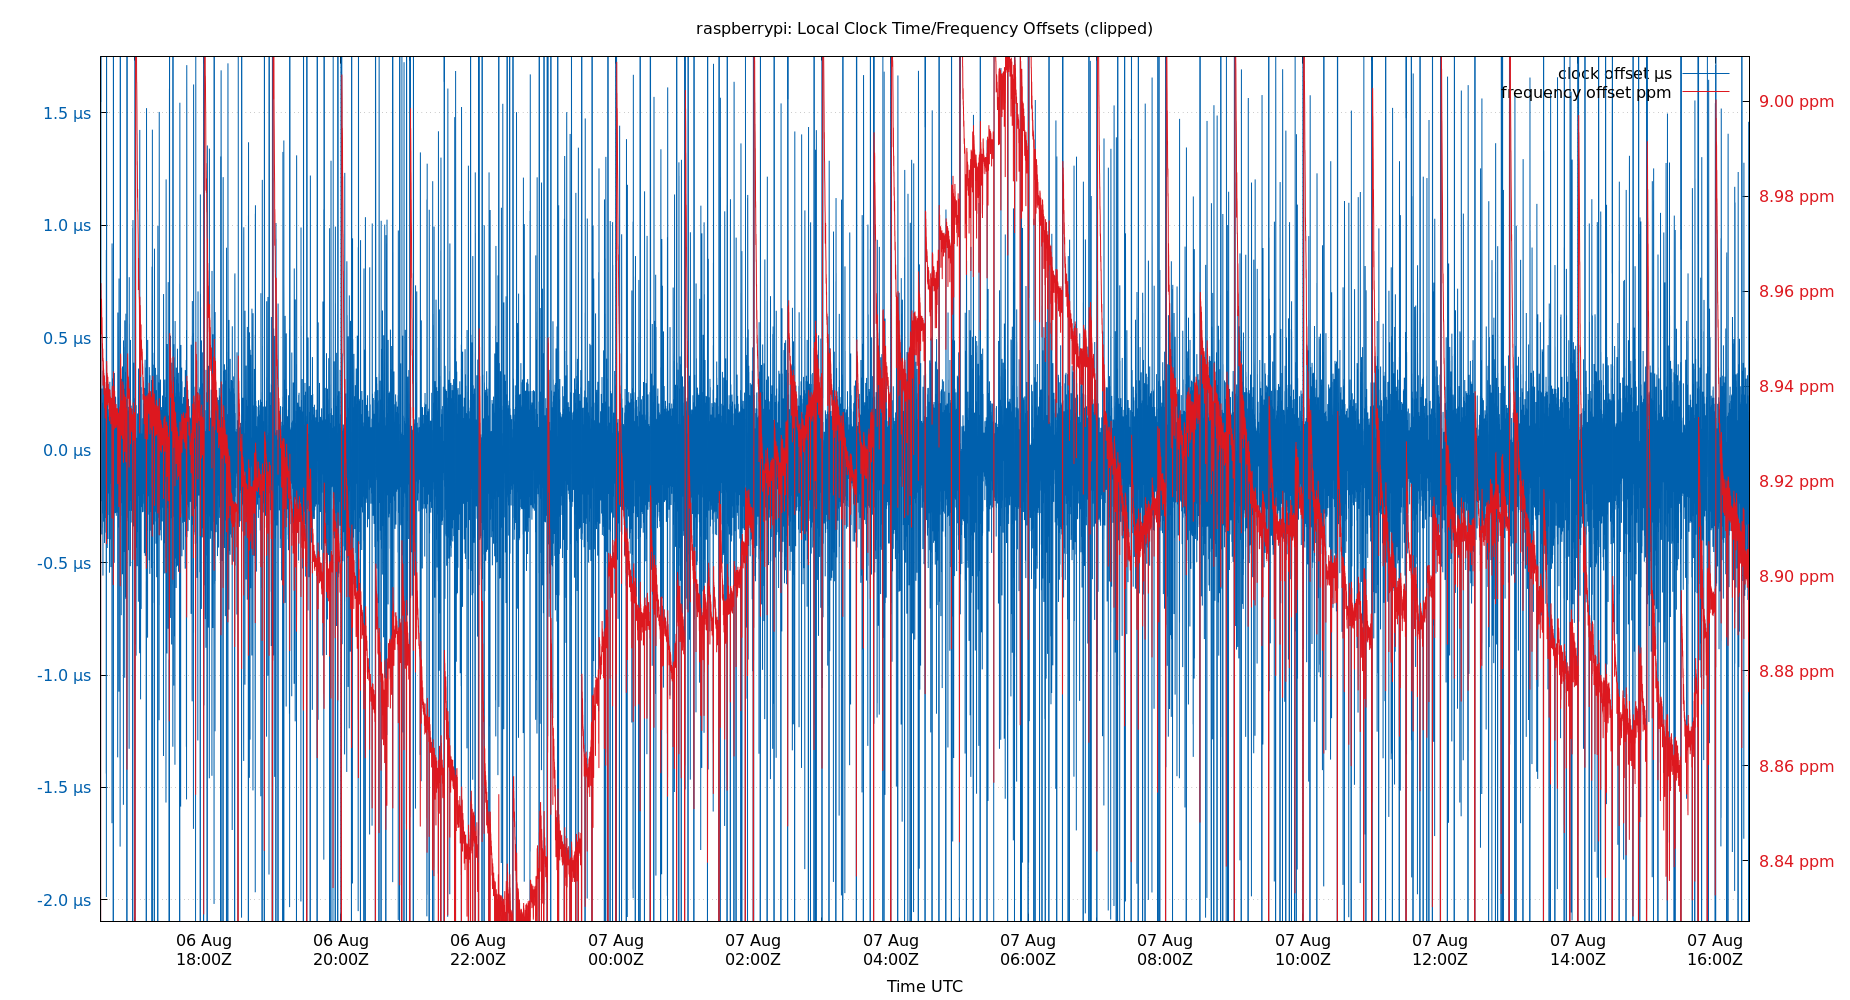 raspberrypi: Local Clock Time/Frequency Offsets (clipped)
clock offset µs
frequency offset ppm
1.5 µs
1.0 µs
0.5 µs
0.0 µs
-0.5 µs
-1.0 µs
-1.5 µs
-2.0 µs
9.00 ppm
8.98 ppm
8.96 ppm
8.94 ppm
8.92 ppm
8.90 ppm
8.88 ppm
8.86 ppm
8.84 ppm
06 Aug 06 Aug 06 Aug 07 Aug 07 Aug 07 Aug 07 Aug 07 Aug 07 Aug 07 Aug 07 Aug 07 Aug
18:00Z 20:00Z 22:00Z 00:00Z 02:00Z 04:00Z 06:00Z 08:00Z 10:00Z 12:00Z 14:00Z 16:00Z
Time UTC